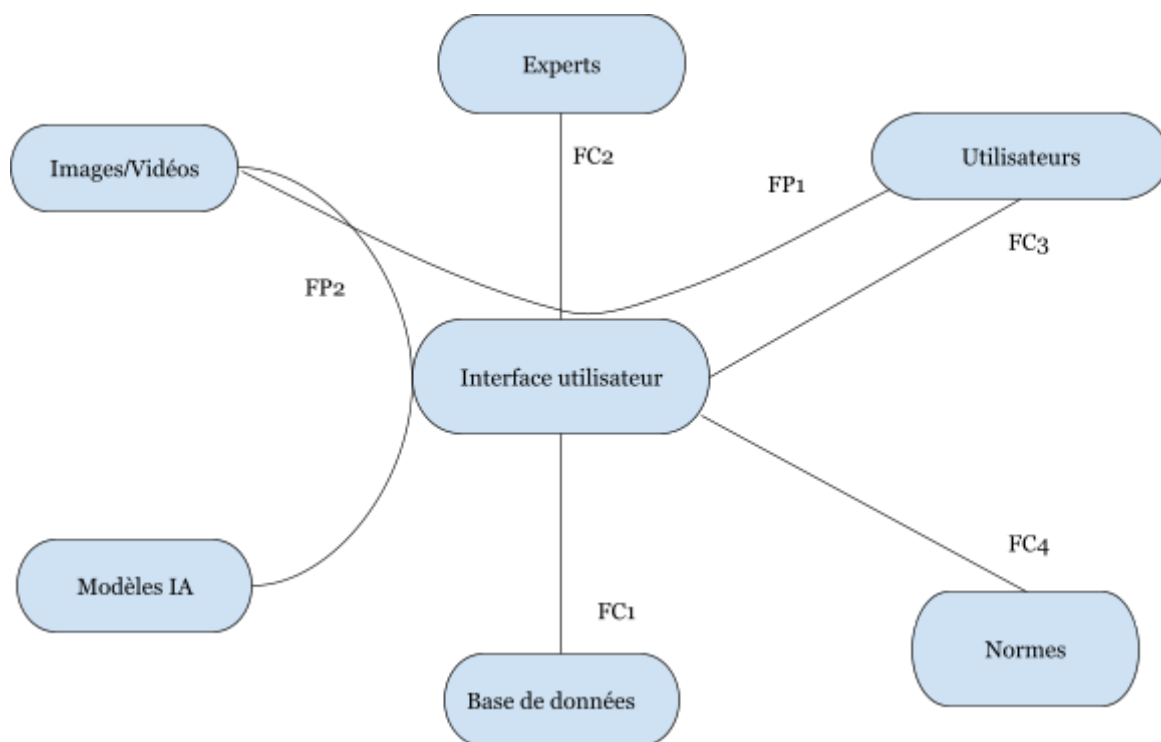 Experts
Images/Vidéos
Utilisateurs
FC2
FP1
FC3
FP2
Interface utilisateur
FC4
Modèles IA
FC1
Normes
Base de données